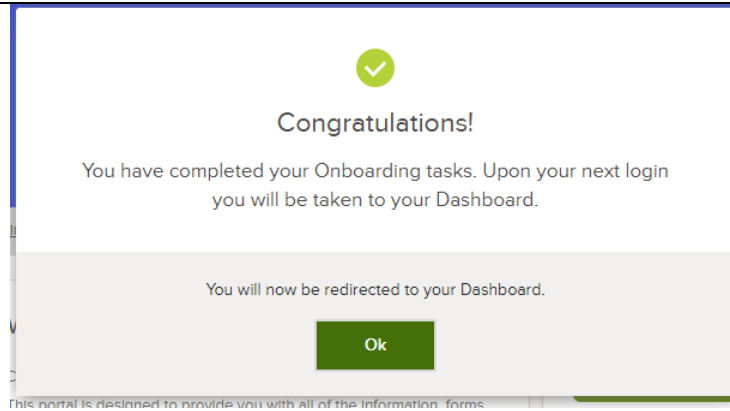 Congratulations!
You have completed your Onboarding tasks. Upon your next login
you will be taken to your Dashboard.
You will now be redirected to your Dashboard.
Ok
This portal is designed to provide you with all of the information, forms,